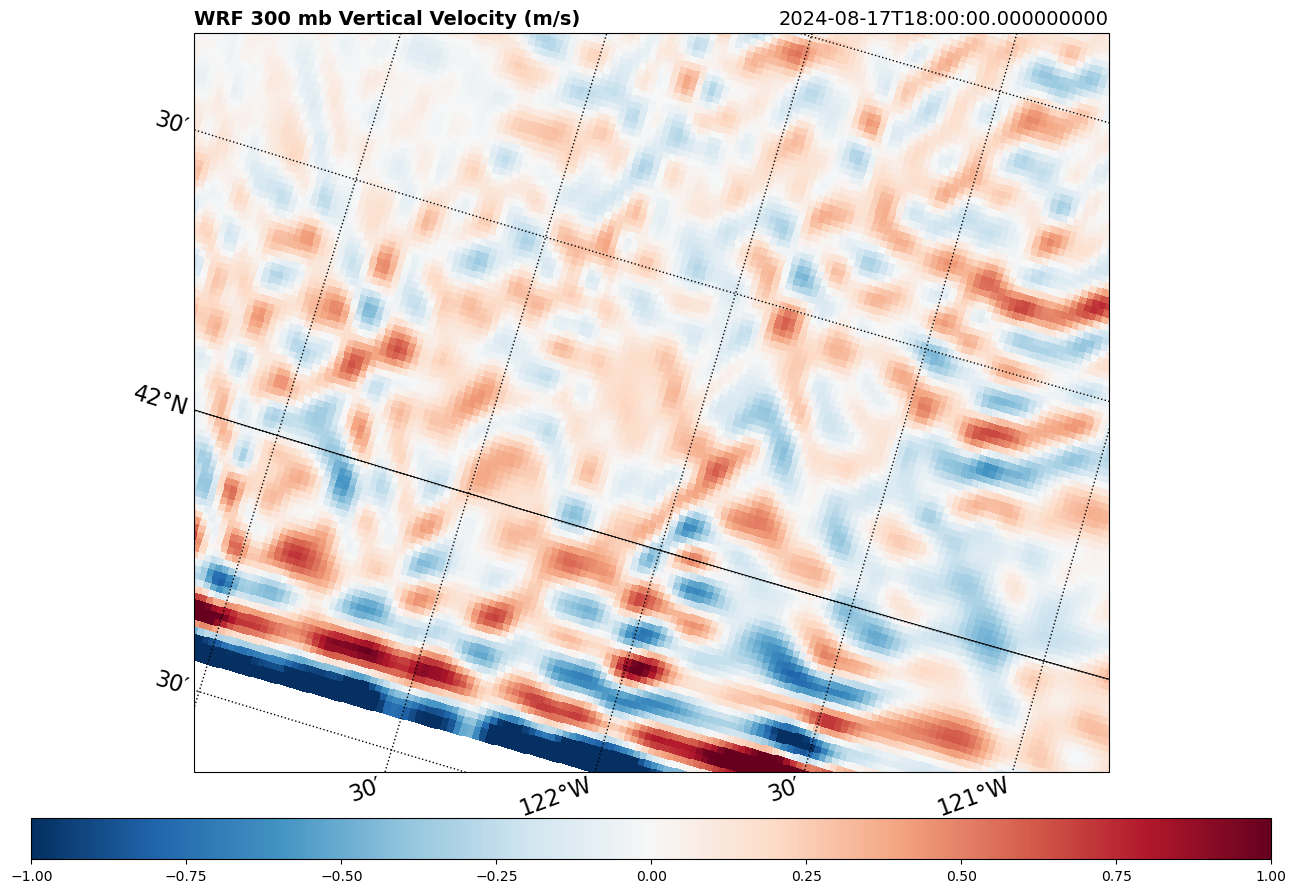 WRF 300 mb Vertical Velocity (m/s) 2024-08-17T18:00:00.000000000
30′
42°N
30′
30′ 122°W 30′ 121°W
−1.00 −0.75 −0.50 −0.25 0.00 0.25 0.50 0.75 1.00